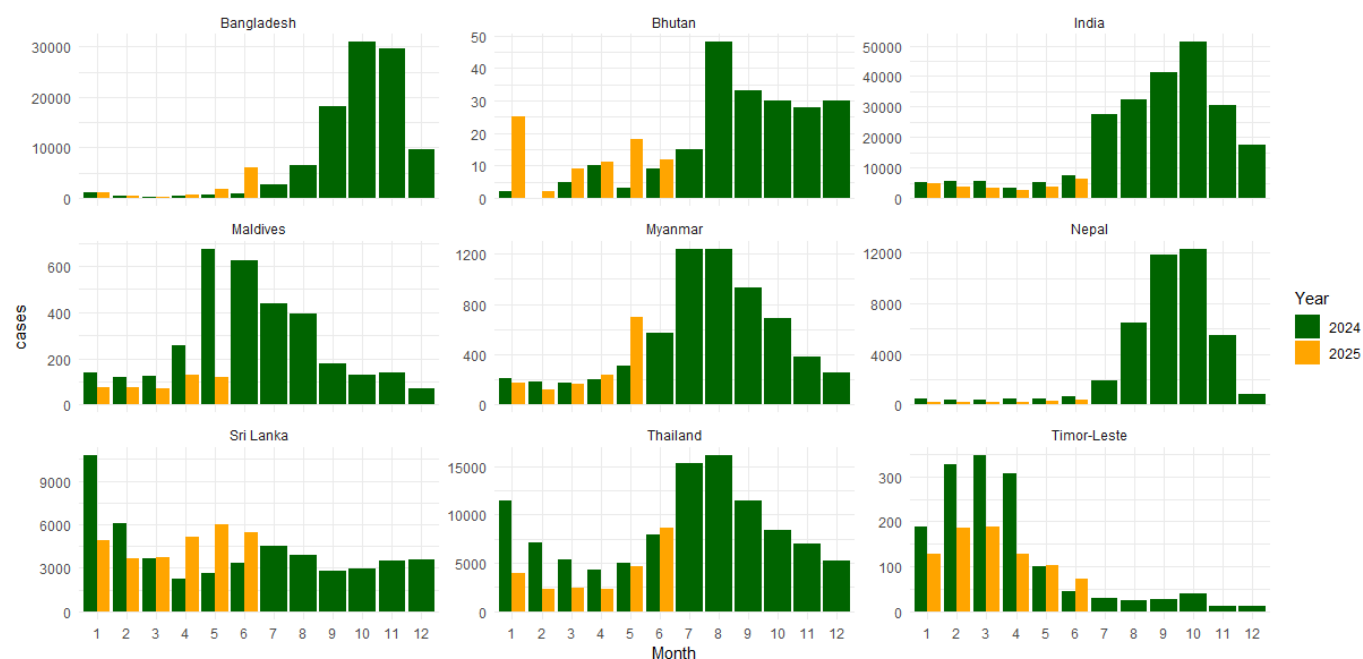 Bangladesh
Bhutan
India
30000
20000
10000
0
50
40
30
20
10
0
50000
40000
30000
20000
10000
0
Maldives
Myanmar
Nepal
600
400
200
0
1200
800
400
0
12000
8000
4000
0
Sri Lanka
Thailand
Timor-Leste
9000
6000
3000
0
15000
10000
5000
0
300
200
100
0
1 2 3 4 5 6 7 8 9 10 11 12
1 2 3 4 5 6 7 8 9 10 11 12
1 2 3 4 5 6 7 8 9 10 11 12
cases
Month
Year
2024
2025